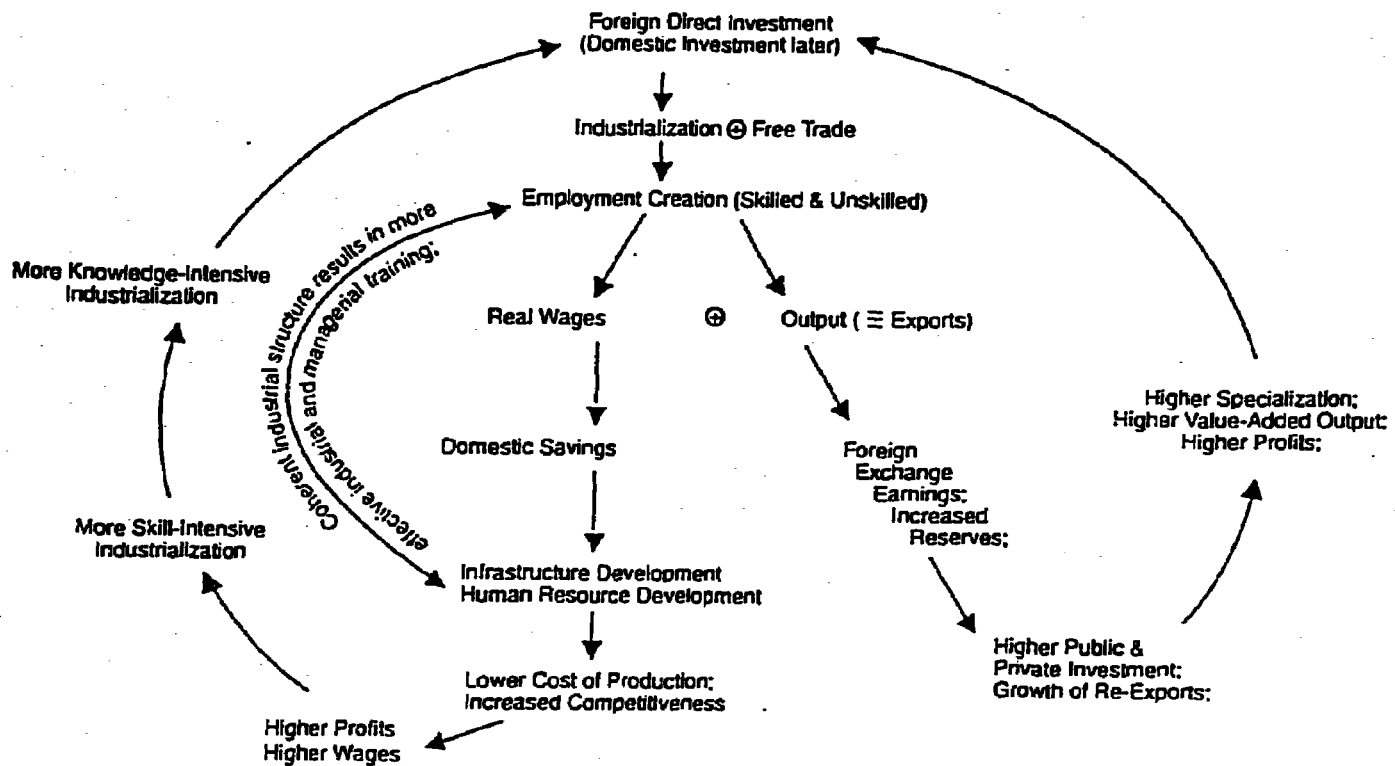 Foreign Direct Investment
(Domestic Investment later)
Industrialization ⊕ Free Trade
Employment Creation (Skilled & Unskilled)
Coherent industrial structure results in more
effective industrial and managerial training;
More Knowledge-Intensive
Industrialization
Real Wages ⊕ Output ( ☰ Exports)
Higher Specialization;
Higher Value-Added Output;
Higher Profits;
Domestic Savings
Foreign
Exchange
Earnings;
Increased
Reserves;
More Skill-Intensive
Industrialization
Infrastructure Development
Human Resource Development
Higher Public &
Private Investment;
Growth of Re-Exports;
Lower Cost of Production;
Increased Competitiveness
Higher Profits
Higher Wages